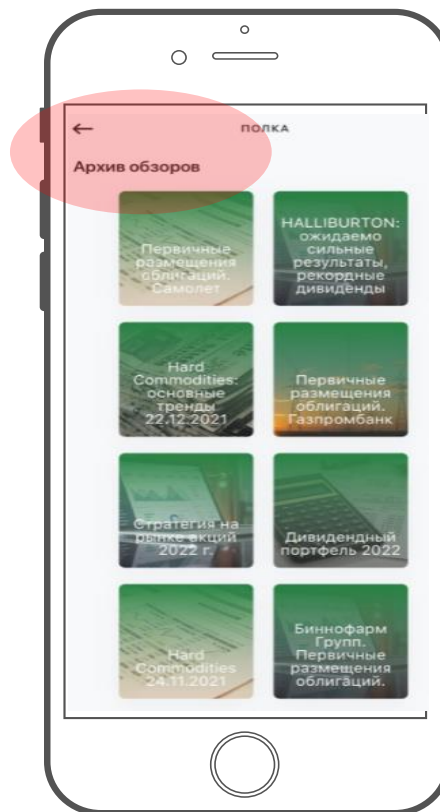 ПОЛКА
Архив обзоров
Первичные
размещения
облигаций.
Самолет
HALLIBURTON:
ожидаемо
сильные
результаты,
рекордные
дивиденды
Hard
Commodities:
основные
тренды
22.12.2021
Первичные
размещения
облигаций.
Газпромбанк
Стратегия на
рынке акций
2022 г.
Дивидендный
портфель 2022
Hard
Commodities
24.11.2021
Биннофарм
Групп.
Первичные
размещения
облигаций.